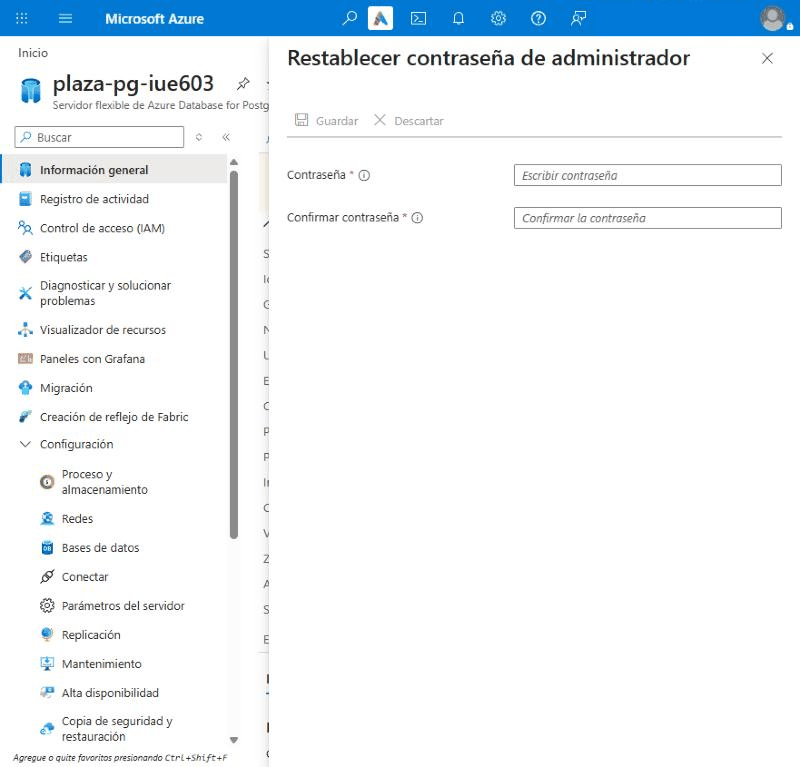 Microsoft Azure
Inicio
plaza-pg-iue603
Servidor flexible de Azure Database for Postg
Buscar
Información general
Registro de actividad
Control de acceso (IAM)
Etiquetas
Diagnosticar y solucionar
problemas
Visualizador de recursos
Paneles con Grafana
Migración
Creación de reflejo de Fabric
Configuración
Proceso y
almacenamiento
Redes
Bases de datos
Conectar
Parámetros del servidor
Replicación
Mantenimiento
Alta disponibilidad
Copia de seguridad y
restauración
Agregue o quite favoritos presionando Ctrl+Shift+F
Restablecer contraseña de administrador
Guardar
Descartar
Contraseña *
Escribir contraseña
Confirmar contraseña *
Confirmar la contraseña